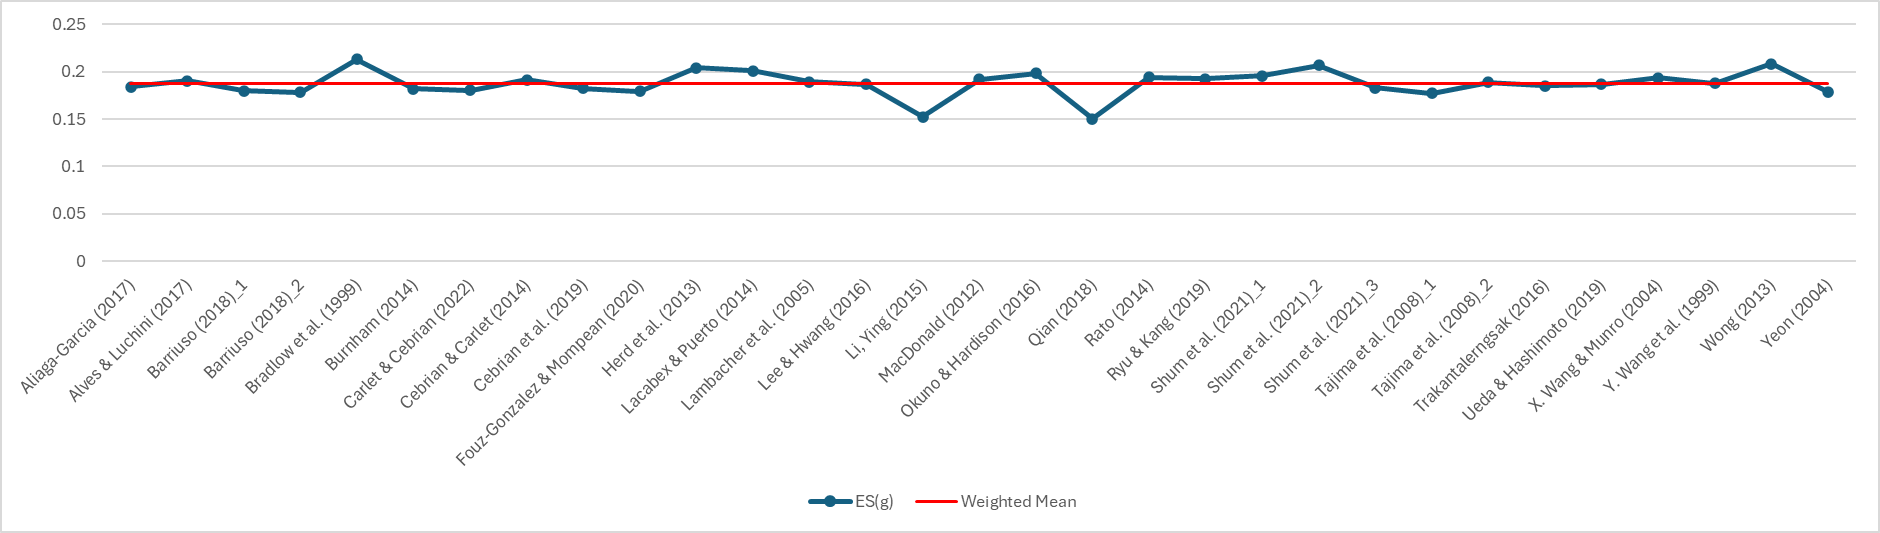 0.25
0.2
0.15
0.1
0.05
0
Aliaga-Garcia (2017)
Alves & Luchini (2017)
Barriuso (2018)_1
Barriuso (2018)_2
Bradlow et al. (1999)
Burnham (2014)
Carlet & Cebrian (2022)
Cebrian & Carlet (2014)
Cebrian et al. (2019)
Fouz-Gonzalez & Mompean (2020)
Herd et al. (2013)
Lacabex & Puerto (2014)
Lambacher et al. (2005)
Lee & Hwang (2016)
Li, Ying (2015)
MacDonald (2012)
Okuno & Hardison (2016)
Qian (2018)
Rato (2014)
Ryu & Kang (2019)
Shum et al. (2021)_1
Shum et al. (2021)_2
Shum et al. (2021)_3
Tajima et al. (2008)_1
Tajima et al. (2008)_2
Trakantalerngsak (2016)
Ueda & Hashimoto (2019)
X. Wang & Munro (2004)
Y. Wang et al. (1999)
Wong (2013)
Yeon (2004)
ES(g)
Weighted Mean